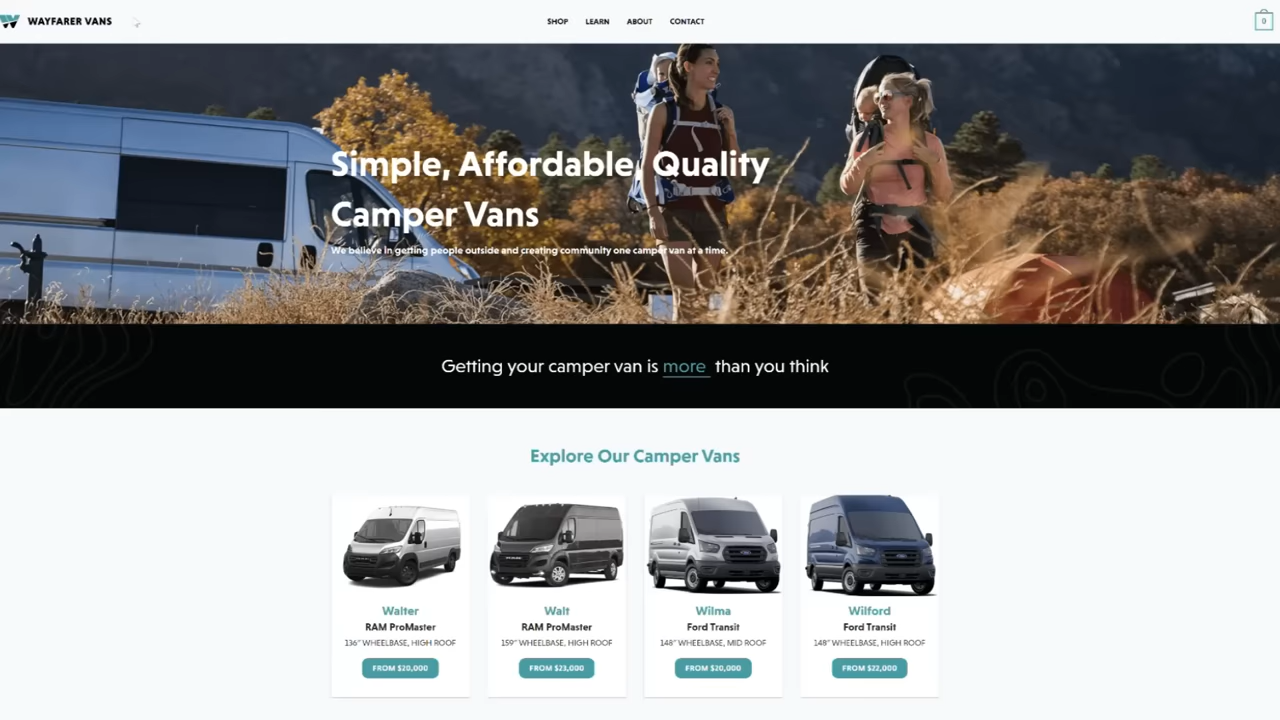 WAYFARER VANS
SHOP LEARN ABOUT CONTACT
0
Simple, Affordable, Quality
Camper Vans
We believe in getting people outside and creating community one camper van at a time.
Getting your camper van is more than you think
Explore Our Camper Vans
Walter
RAM ProMaster
136" WHEELBASE, HIGH ROOF
FROM $20,000
Walt
RAM ProMaster
159" WHEELBASE, HIGH ROOF
FROM $23,000
Wilma
Ford Transit
148" WHEELBASE, MID ROOF
FROM $20,000
Wilford
Ford Transit
148" WHEELBASE, HIGH ROOF
FROM $22,000